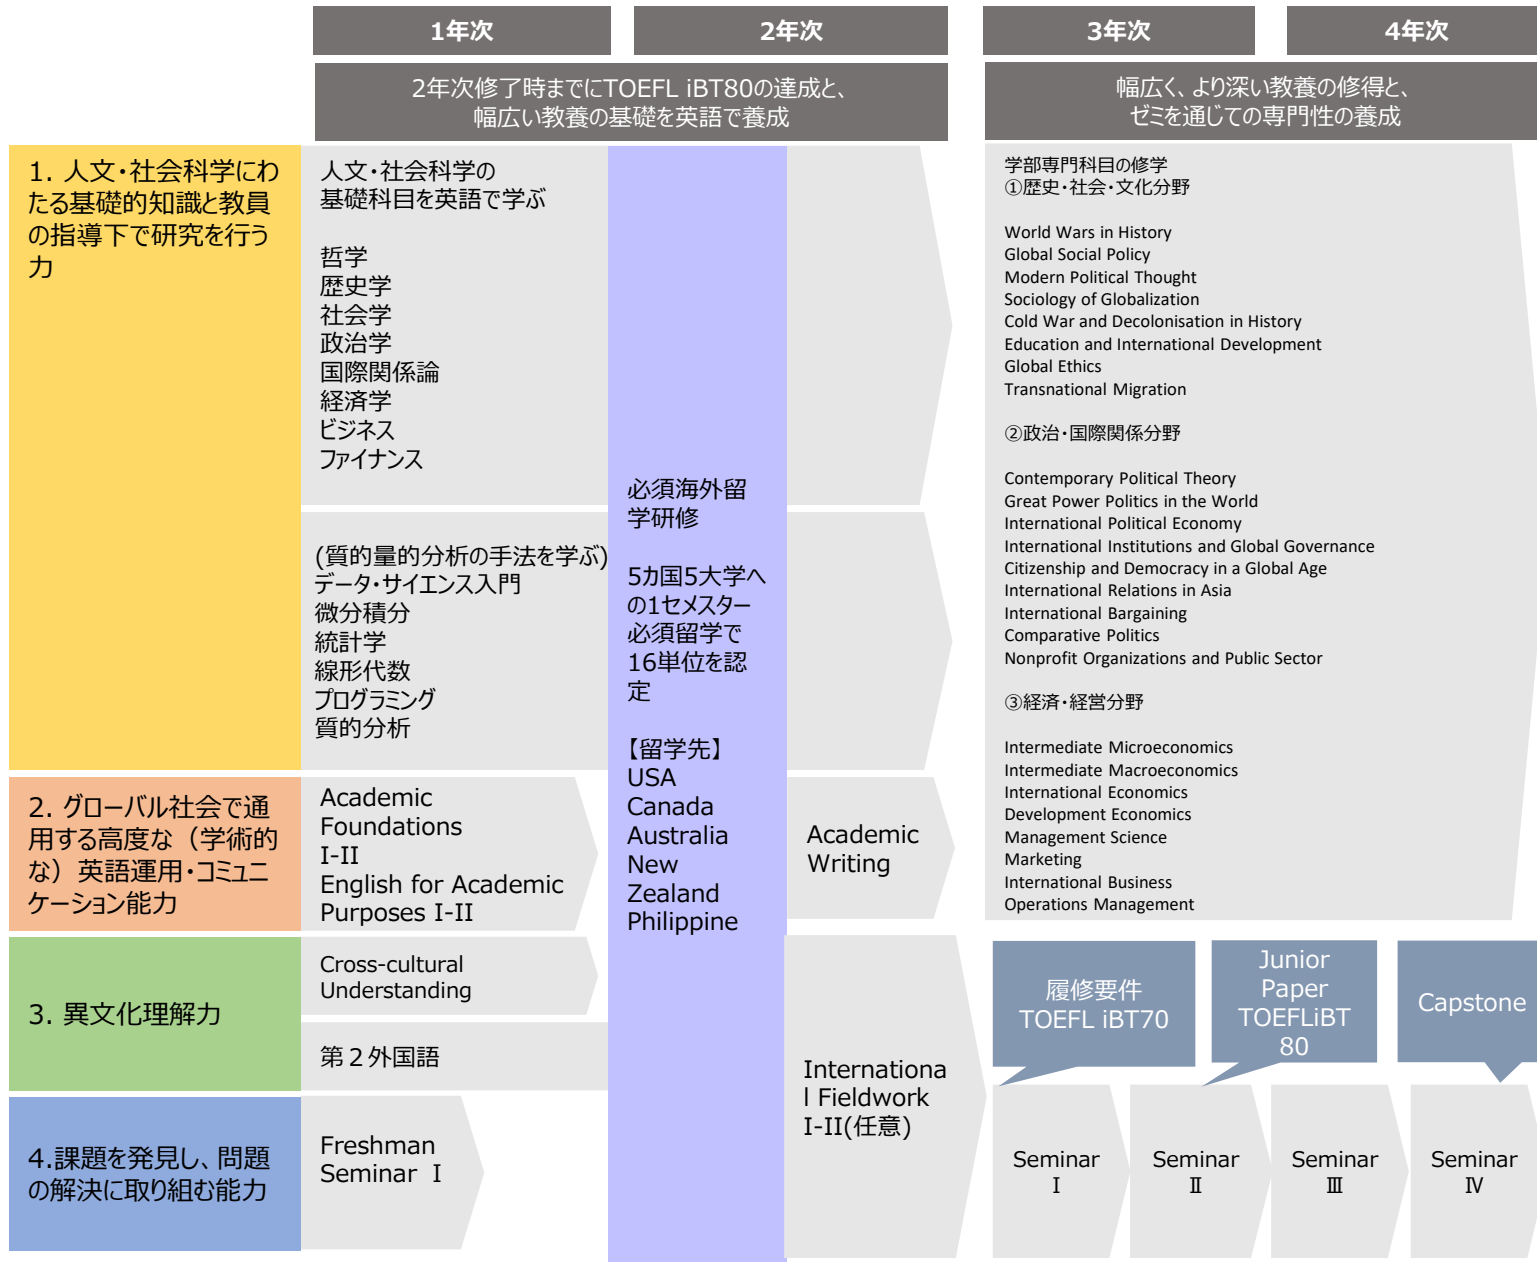 1年次
2年次
3年次
4年次
2年次修了時までにTOEFL iBT80の達成と、
幅広い教養の基礎を英語で養成
幅広く、より深い教養の修得と、
ゼミを通じての専門性の養成
1. 人文・社会科学にわ
たる基礎的知識と教員
の指導下で研究を行う
力
人文・社会科学の
基礎科目を英語で学ぶ
哲学
歴史学
社会学
政治学
国際関係論
経済学
ビジネス
ファイナンス
(質的量的分析の手法を学ぶ)
データ・サイエンス入門
微分積分
統計学
線形代数
プログラミング
質的分析
必須海外留
学研修
5カ国5大学へ
の1セメスター
必須留学で
16単位を認
定
【留学先】
USA
Canada
Australia
New
Zealand
Philippine
学部専門科目の修学
①歴史・社会・文化分野
World Wars in History
Global Social Policy
Modern Political Thought
Sociology of Globalization
Cold War and Decolonisation in History
Education and International Development
Global Ethics
Transnational Migration
②政治・国際関係分野
Contemporary Political Theory
Great Power Politics in the World
International Political Economy
International Institutions and Global Governance
Citizenship and Democracy in a Global Age
International Relations in Asia
International Bargaining
Comparative Politics
Nonprofit Organizations and Public Sector
③経済・経営分野
Intermediate Microeconomics
Intermediate Macroeconomics
International Economics
Development Economics
Management Science
Marketing
International Business
Operations Management
2. グローバル社会で通
用する高度な（学術的
な）英語運用・コミュニ
ケーション能力
Academic
Foundations
I-II
English for Academic
Purposes I-II
Academic
Writing
3. 異文化理解力
Cross-cultural
Understanding
第２外国語
Internationa
l Fieldwork
I-II(任意)
履修要件
TOEFL iBT70
Junior
Paper
TOEFLiBT
80
Capstone
4.課題を発見し、問題
の解決に取り組む能力
Freshman
Seminar Ⅰ
Seminar
Ⅰ
Seminar
Ⅱ
Seminar
Ⅲ
Seminar
Ⅳ